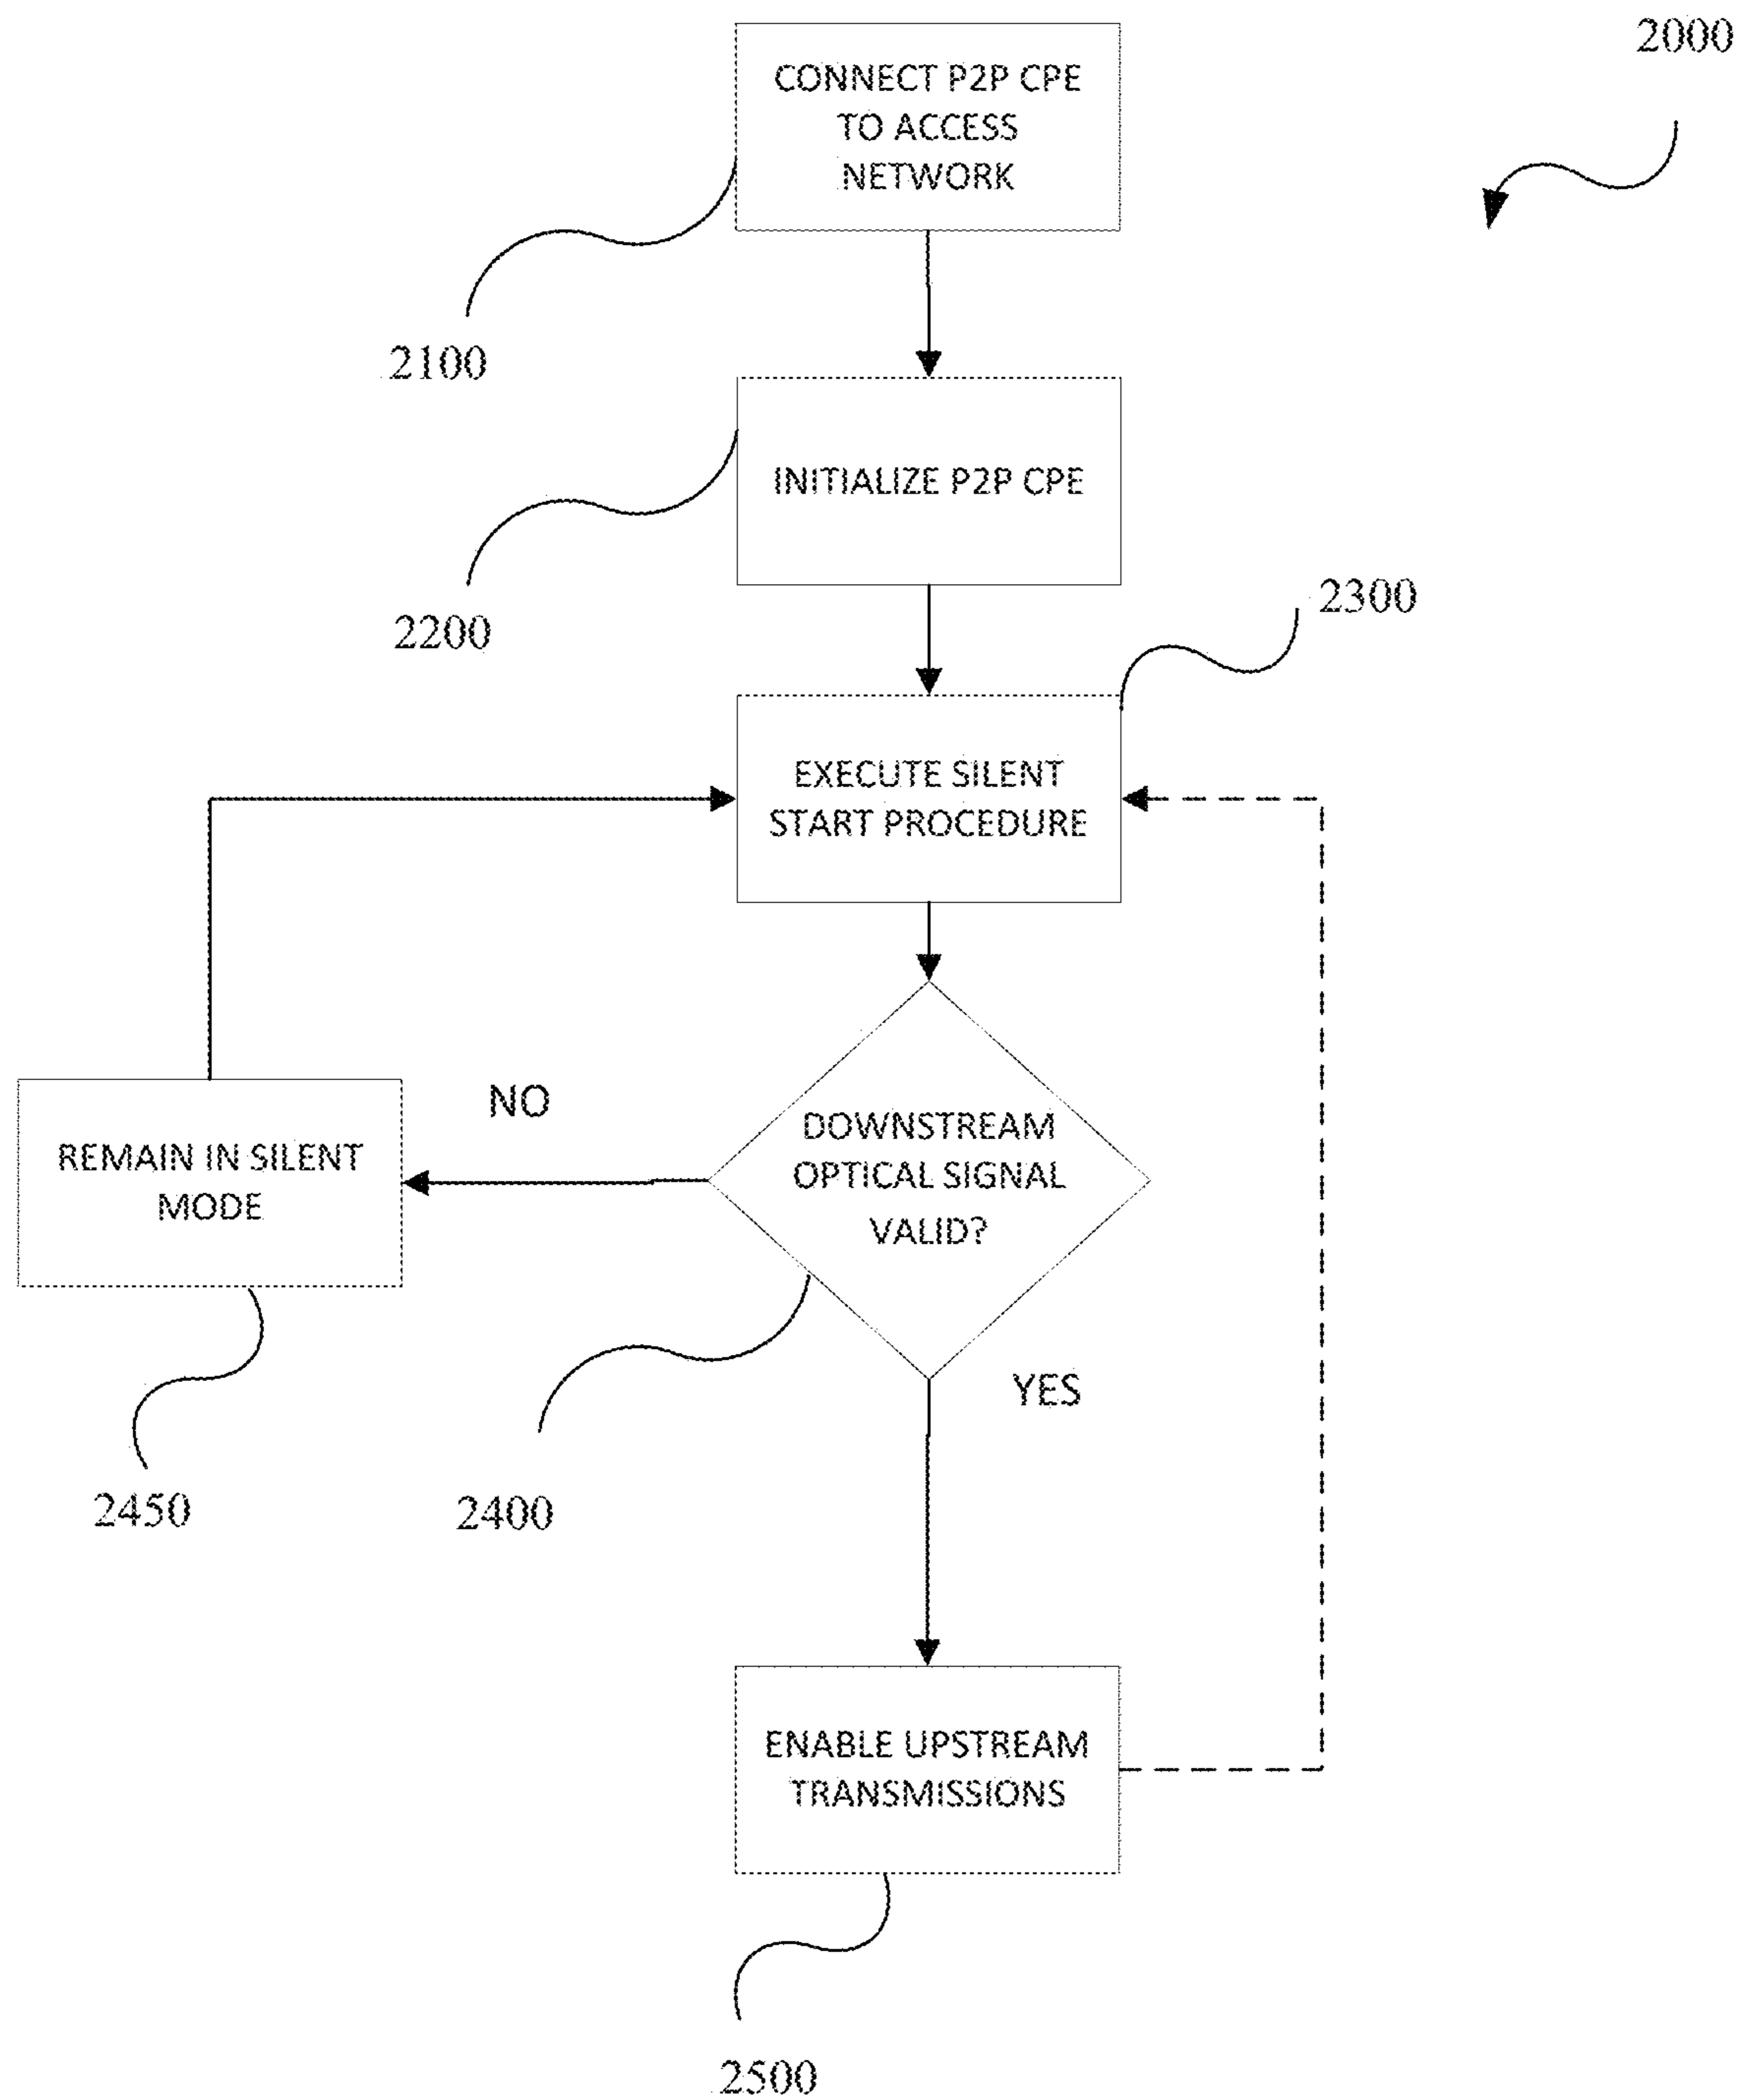 2000
CONNECT P2P CPE
TO ACCESS
NETWORK
2100
INITIALIZE P2P CPE
2200
2300
EXECUTE SILENT
START PROCEDURE
NO
DOWNSTREAM
OPTICAL SIGNAL
VALID?
REMAIN IN SILENT
MODE
YES
2450
2400
ENABLE UPSTREAM
TRANSMISSIONS
2500